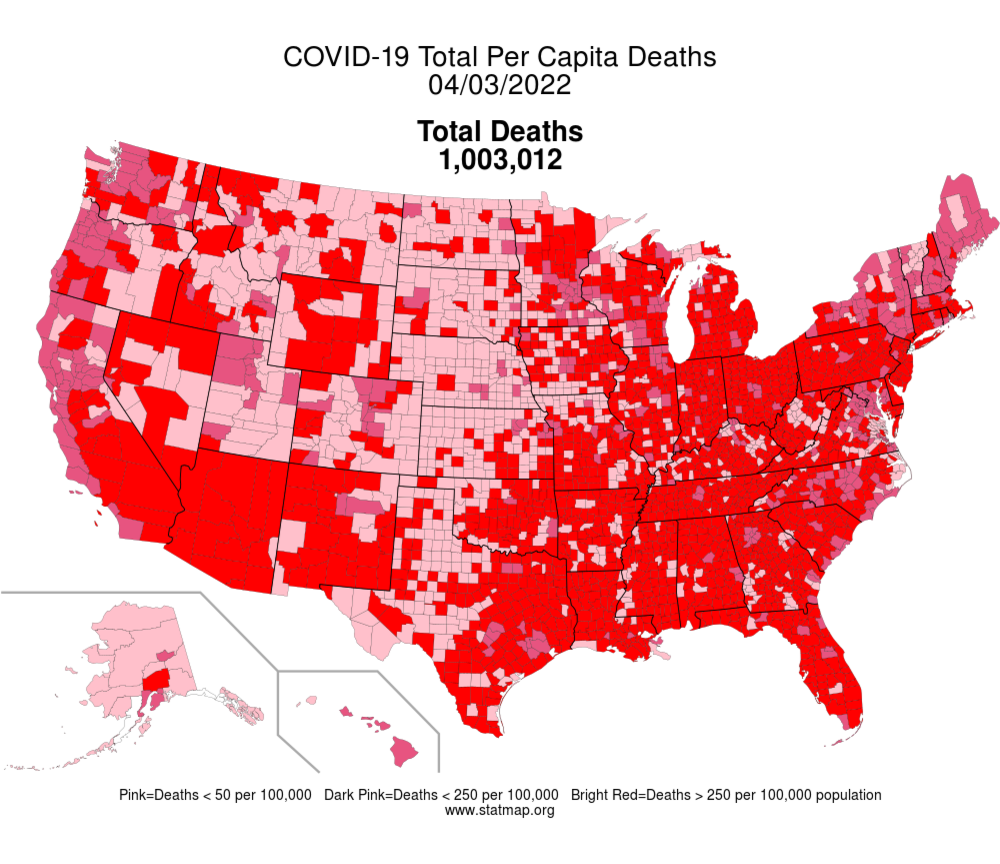 COVID-19 Total Per Capita Deaths
04/03/2022
Total Deaths
1,003,012
Pink=Deaths < 50 per 100,000 Dark Pink=Deaths < 250 per 100,000 Bright Red=Deaths > 250 per 100,000 population
www.statmap.org